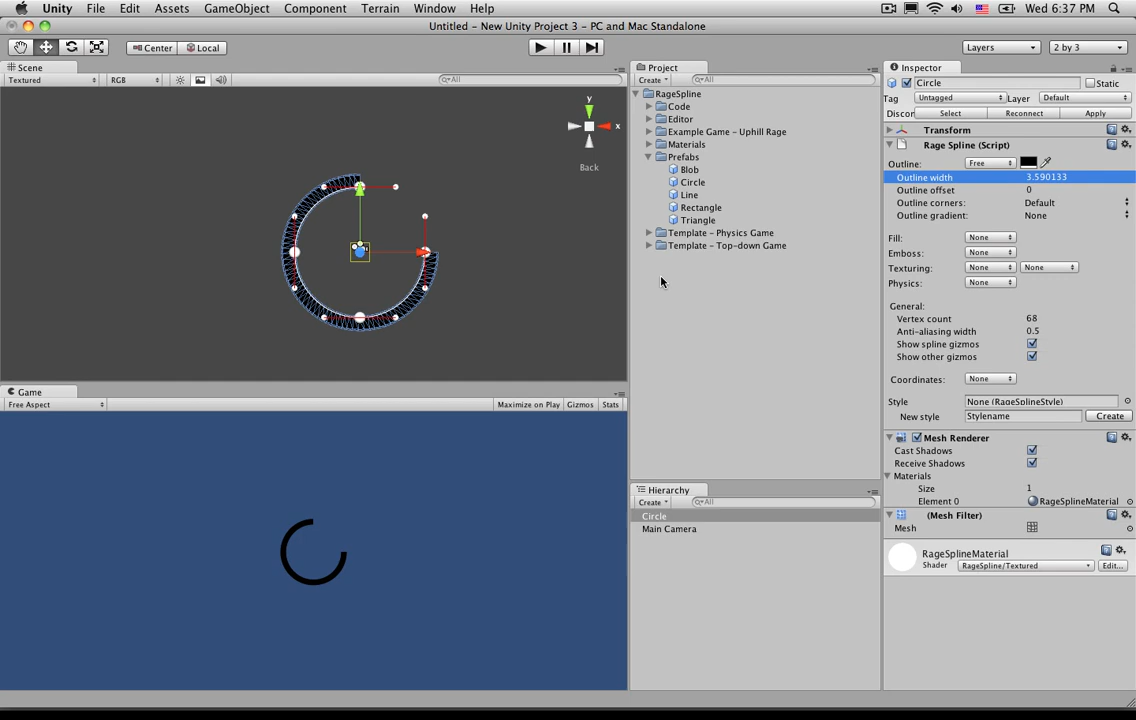 Unity File Edit Assets GameObject Component Terrain Window Help Wed 6:37 PM
Untitled - New Unity Project 3 - PC and Mac Standalone
Center Local Layers 2 by 3
Scene
Textured RGB All
y
x
Back
Game
Free Aspect Maximize on Play Gizmos Stats
Project
Create All
RageSpline
Code
Editor
Example Game - Uphill Rage
Materials
Prefabs
Blob
Circle
Line
Rectangle
Triangle
Template - Physics Game
Template - Top-down Game
Hierarchy
Create All
Circle
Main Camera
Inspector
Circle Static
Tag Untagged Layer Default
Discor Select Reconnect Apply
Transform
Rage Spline (Script)
Outline: Free
Outline width 3.590133
Outline offset 0
Outline corners: Default
Outline gradient: None
Fill: None
Emboss: None
Texturing: None None
Physics: None
General:
Vertex count 68
Anti-aliasing width 0.5
Show spline gizmos
Show other gizmos
Coordinates: None
Style None (RageSplineStyle)
New style Stylename Create
Mesh Renderer
Cast Shadows
Receive Shadows
Materials
Size 1
Element 0 RageSplineMaterial
(Mesh Filter)
Mesh
RageSplineMaterial
Shader RageSpline/Textured Edit...